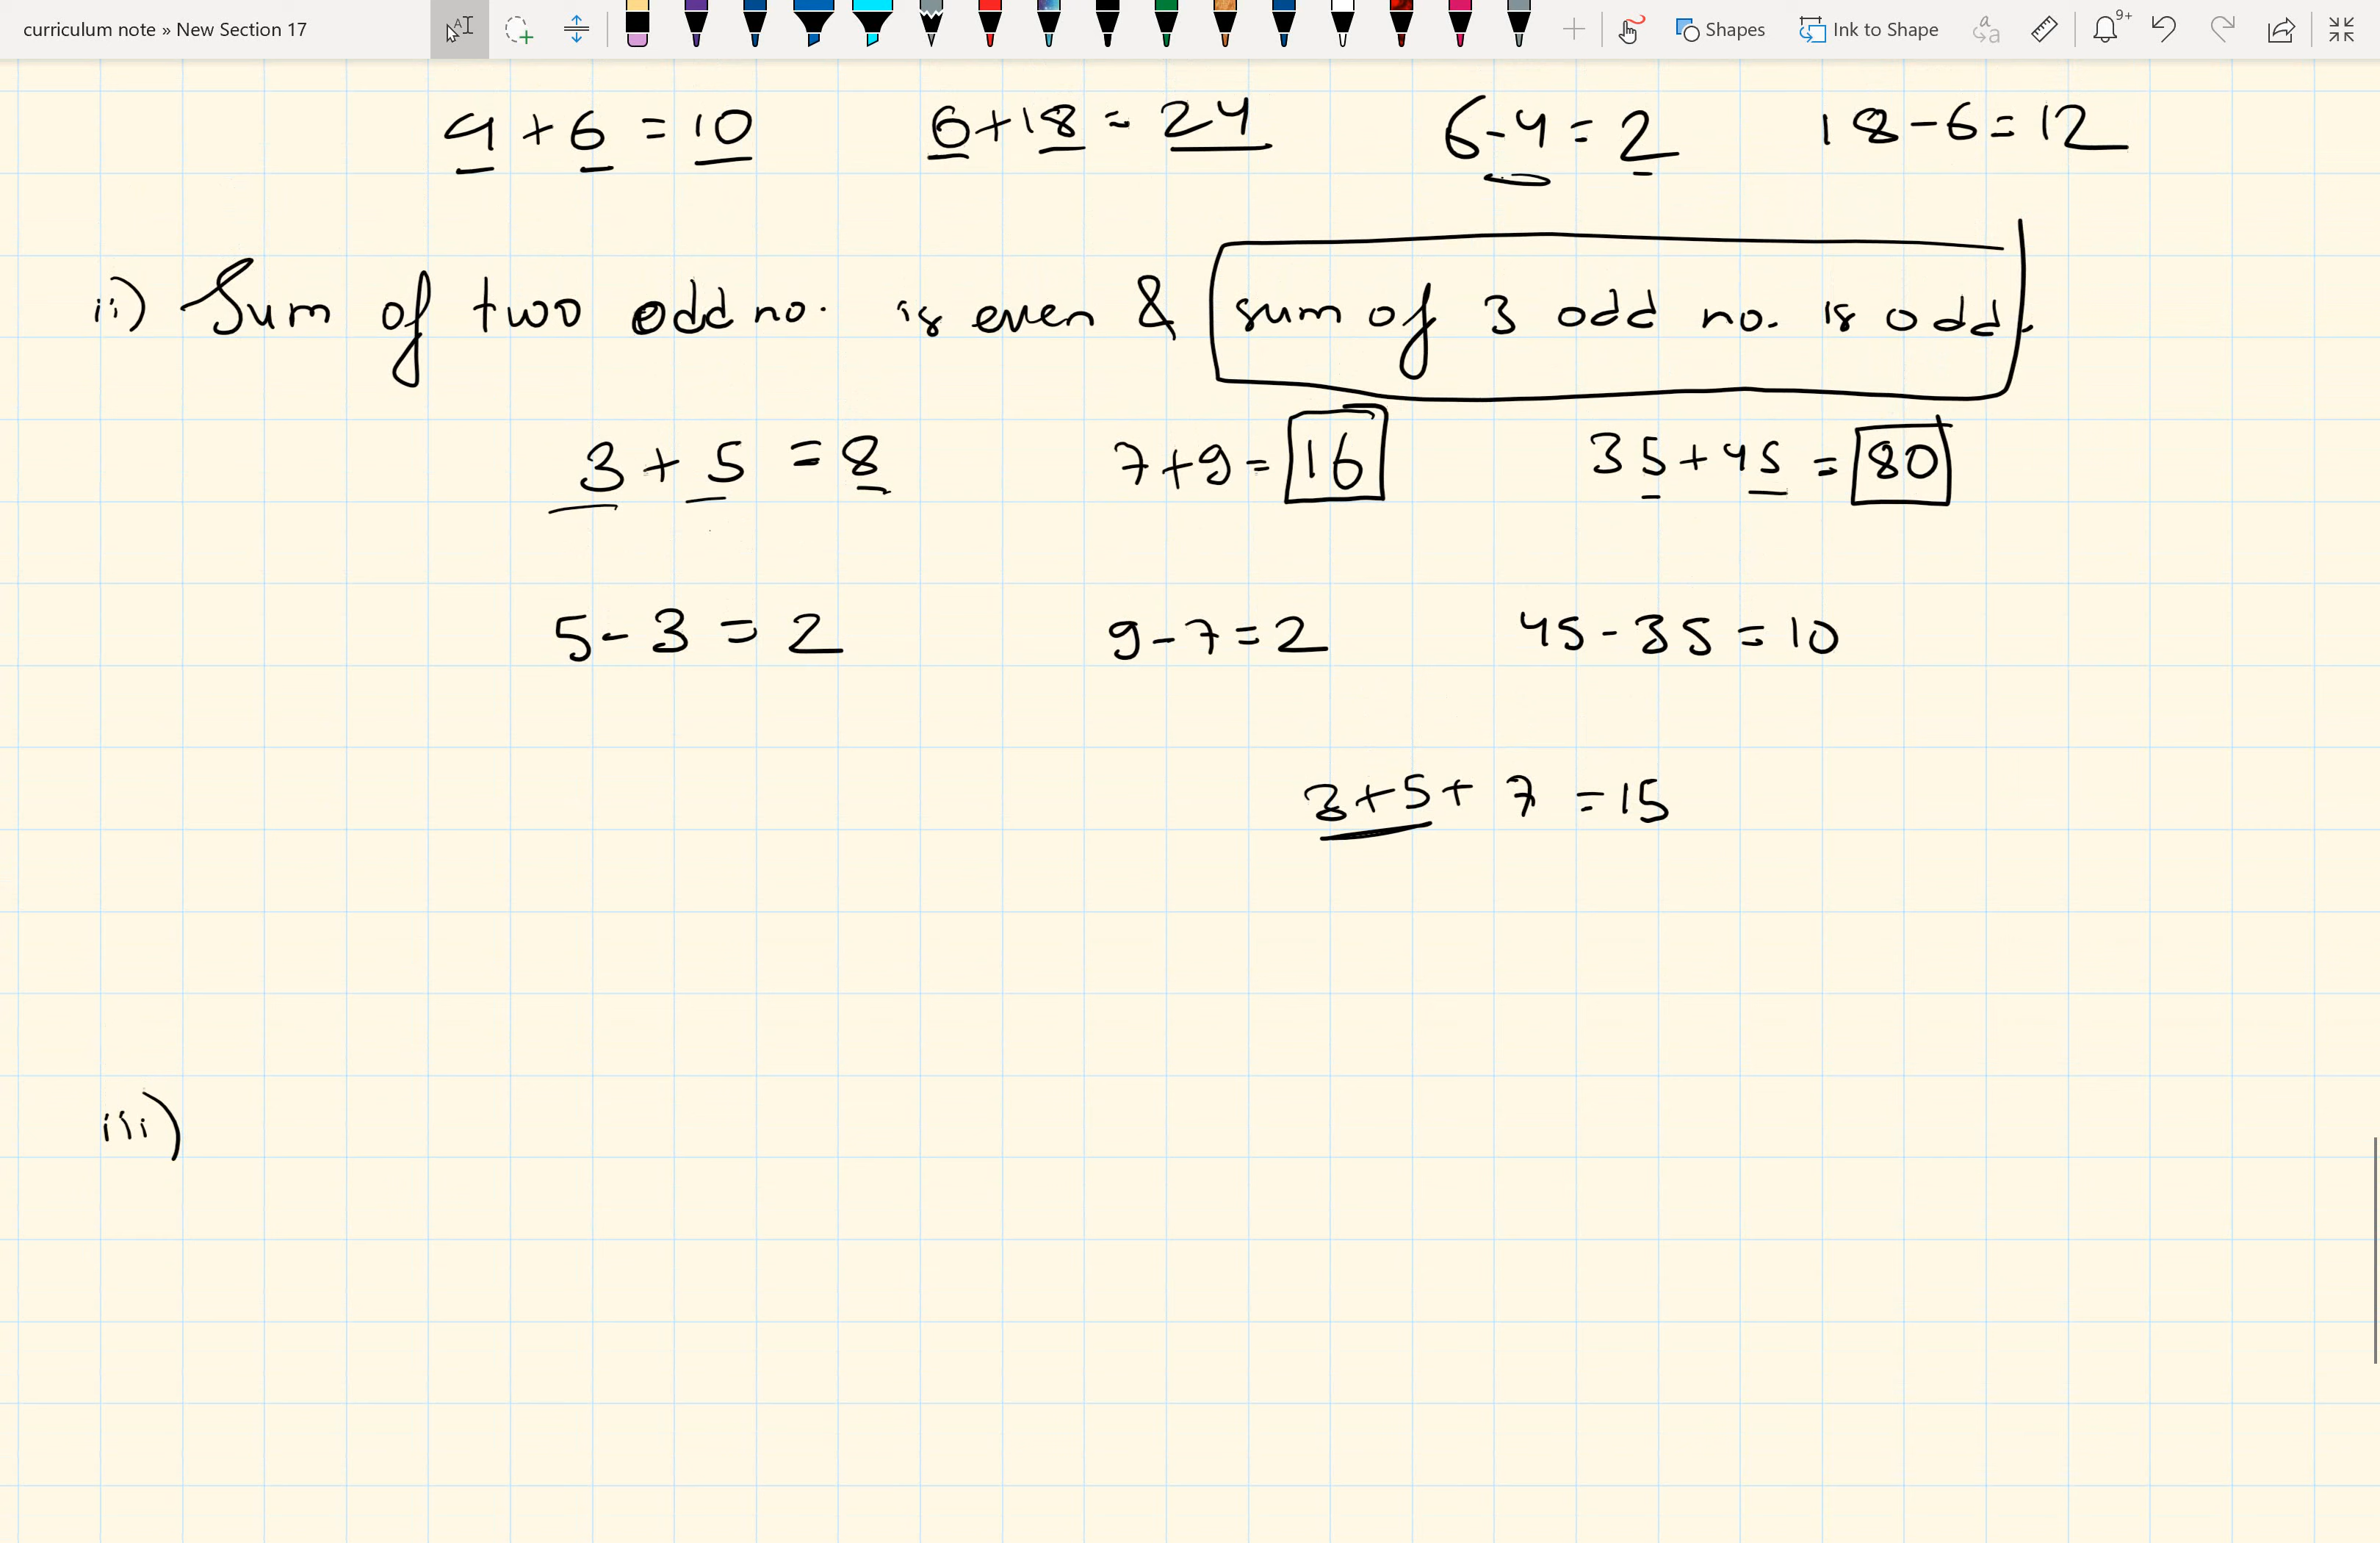 curriculum note » New Section 17 Shapes Ink to Shape 9+
4 + 6 = 10 6+18 = 24 6-4 = 2 18-6 = 12
ii) Sum of two odd no. is even & sum of 3 odd no. is odd.
3 + 5 = 8 7+9 = 16 35+45 = 80
5 - 3 = 2 9-7=2 45-35 = 10
3+5+ 7 = 15
iii)